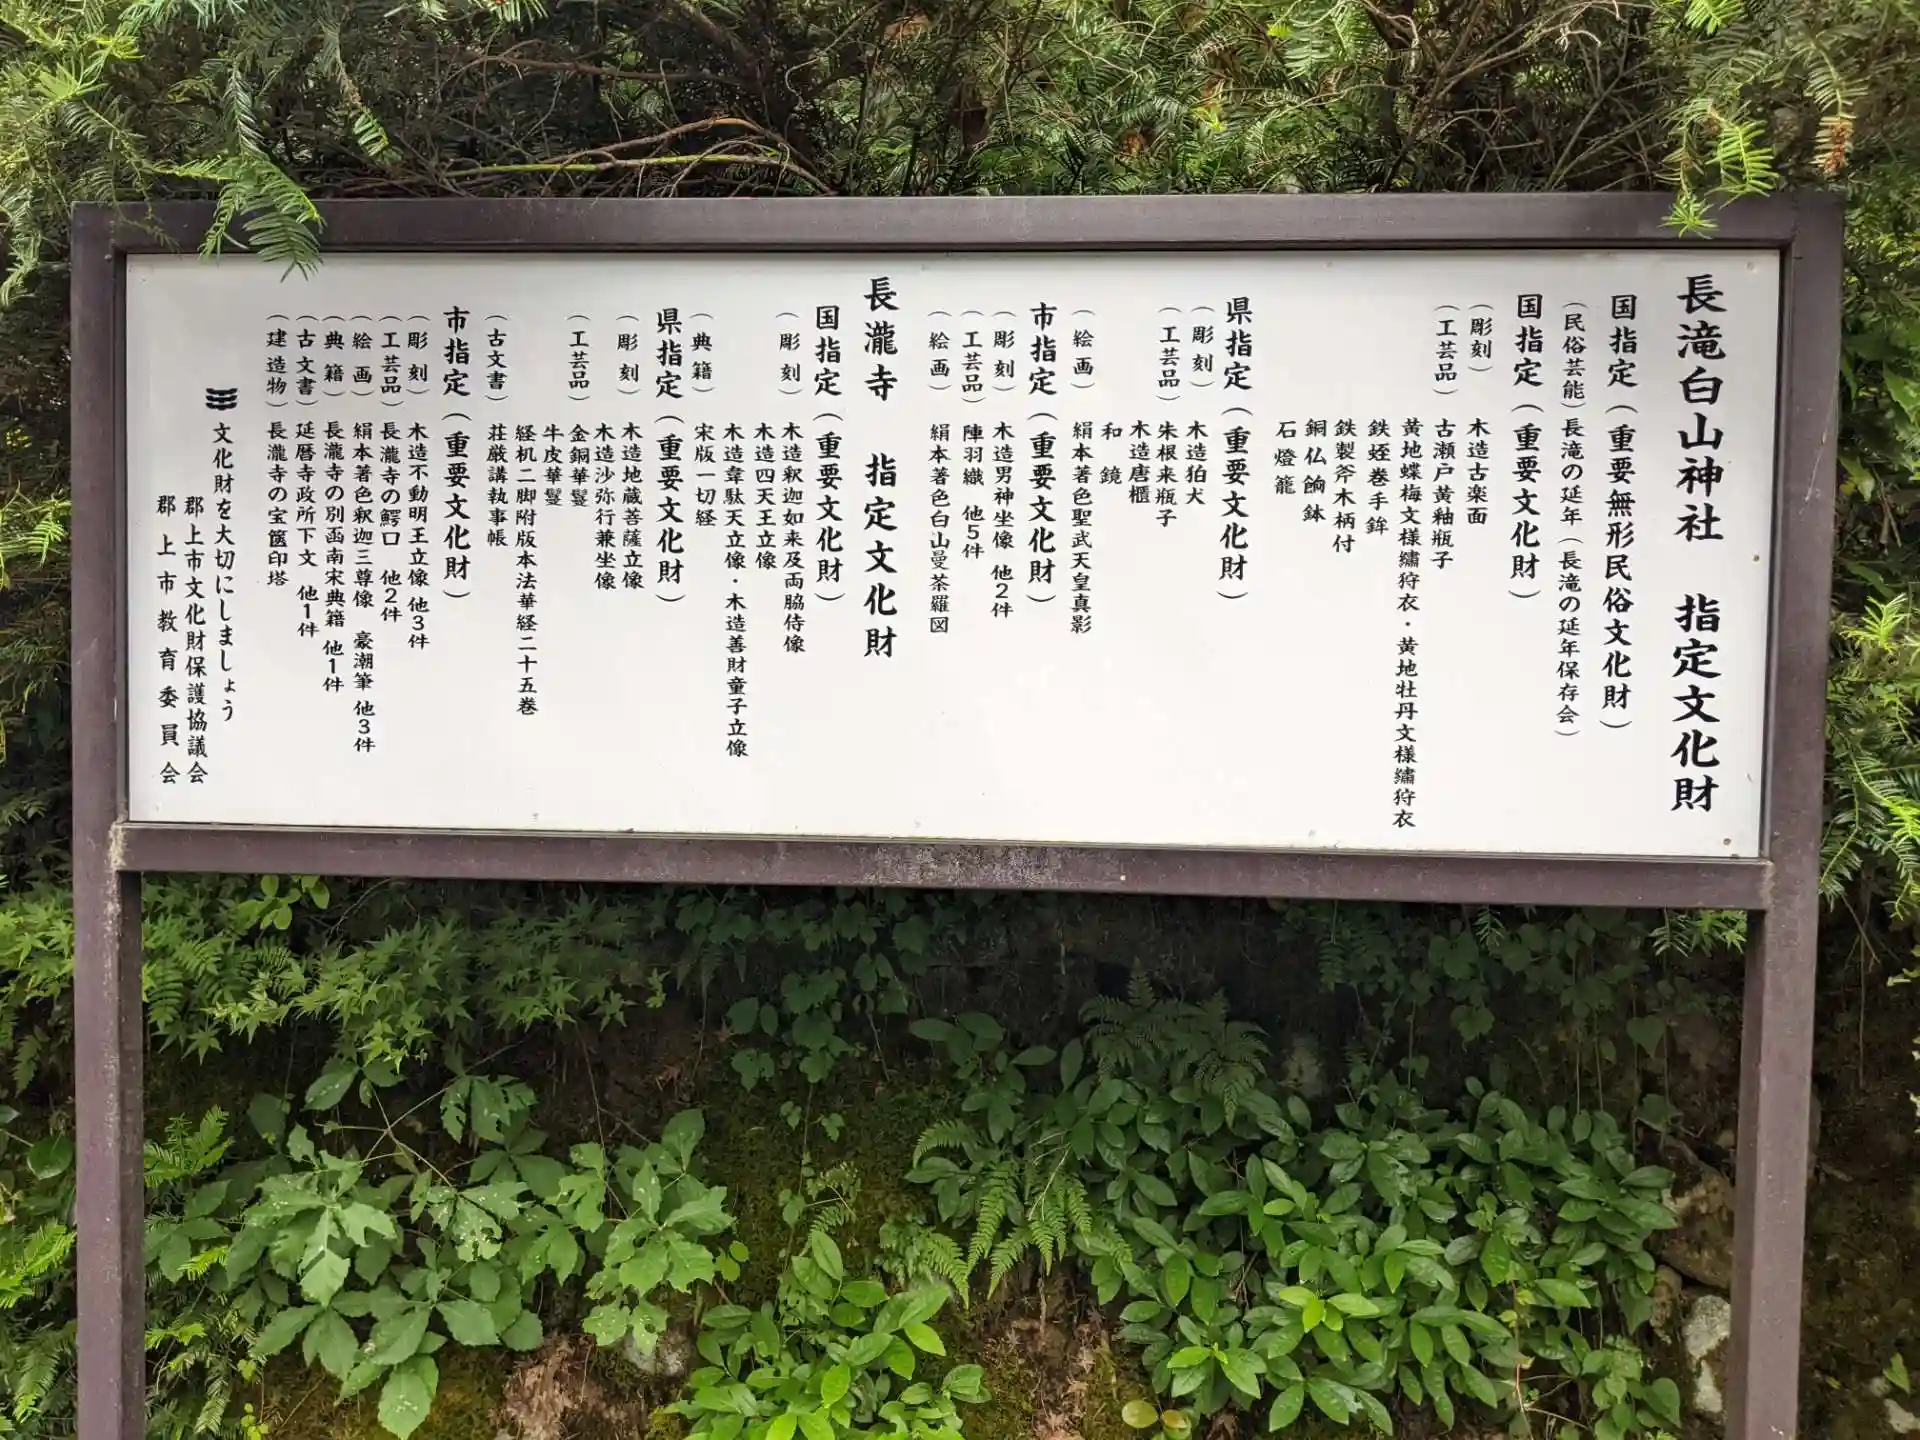 長滝白山神社　指定文化財
国指定（重要無形民俗文化財）
（民俗芸能）長滝の延年（長滝の延年保存会）
国指定（重要文化財）
（彫刻）　木造古楽面
（工芸品）古瀬戸黄釉瓶子
黄地蝶梅文様繡狩衣・黄地牡丹文様繡狩衣
鉄蛭巻手鉾
鉄製斧木柄付
銅仏餉鉢
石燈籠
県指定（重要文化財）
（彫刻）　木造狛犬
（工芸品）朱根来瓶子
木造唐櫃
和鏡
（絵画）　絹本著色聖武天皇真影
市指定（重要文化財）
（彫刻）　木造男神坐像　他２件
（工芸品）陣羽織　他５件
（絵画）　絹本著色白山曼荼羅図
長瀧寺　指定文化財
国指定（重要文化財）
（彫刻）　木造釈迦如来及両脇侍像
木造四天王立像
木造韋駄天立像・木造善財童子立像
（典籍）　宋版一切経
県指定（重要文化財）
（彫刻）　木造地蔵菩薩立像
木造沙弥行兼坐像
（工芸品）金銅華鬘
牛皮華鬘
経机二脚附版本法華経二十五巻
（古文書）荘厳講執事帳
市指定（重要文化財）
（彫刻）　木造不動明王立像　他３件
（工芸品）長瀧寺の鰐口　他２件
（絵画）　絹本著色釈迦三尊像　豪潮筆　他３件
（典籍）　長瀧寺の別函南宋典籍　他１件
（古文書）延暦寺政所下文　他１件
（建造物）長瀧寺の宝篋印塔
文化財を大切にしましょう
郡上市文化財保護協議会
郡上市教育委員会